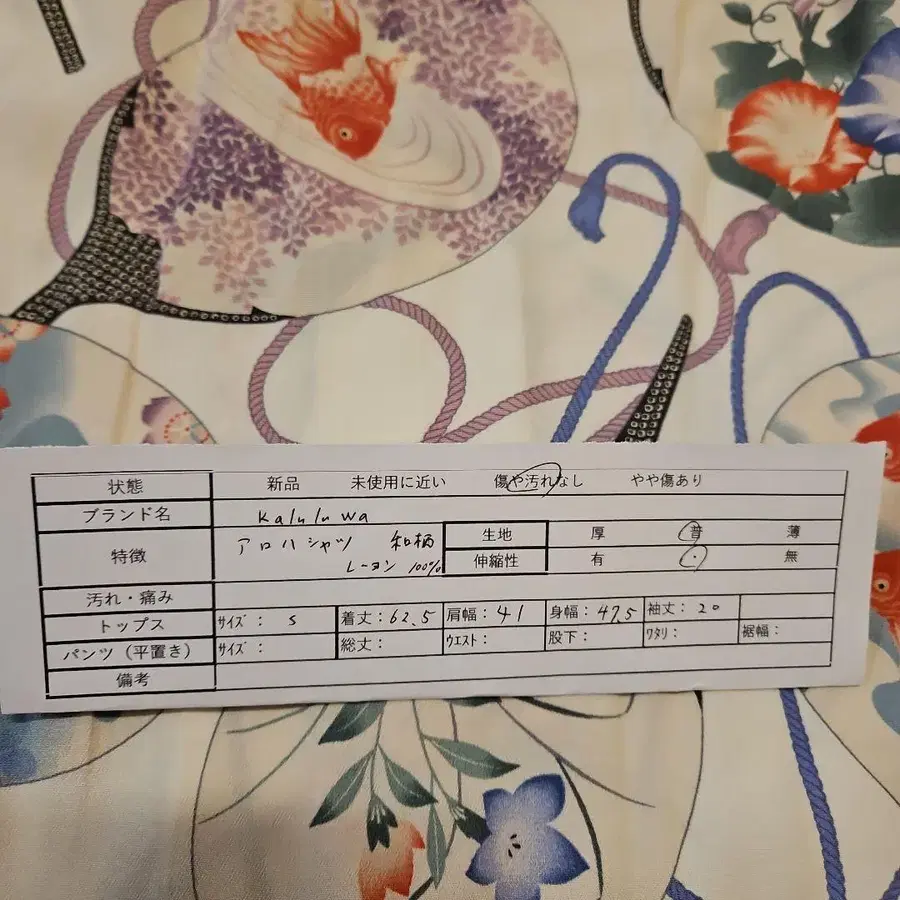 状態 新品 未使用に近い 傷や汚れなし やや傷あり
ブランド名 Kaluluwa
特徴 アロハシャツ 和柄 生地 厚 普 薄
レーヨン 100% 伸縮性 有 ・ 無
汚れ・痛み
トップス サイズ: S 着丈:62.5 肩幅:41 身幅:47.5 袖丈:20
パンツ(平置き) サイズ: 総丈: ウエスト: 股下: ワタリ: 裾幅:
備考